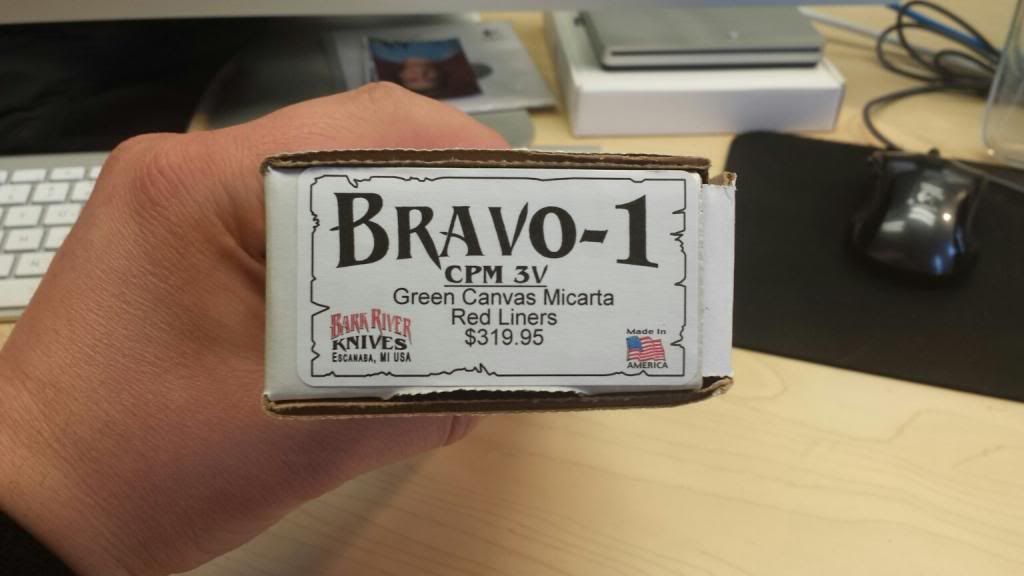 BRAVO-1
CPM 3V
Green Canvas Micarta
Red Liners
$319.95
BARK RIVER
KNIVES
ESCANABA, MI USA
Made In
AMERICA